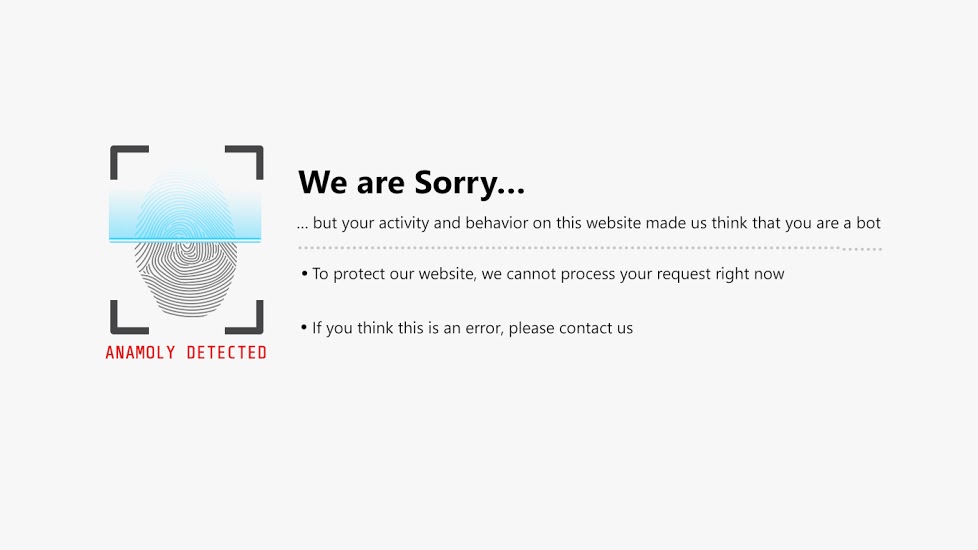 We are Sorry...
... but your activity and behavior on this website made us think that you are a bot
• To protect our website, we cannot process your request right now
• If you think this is an error, please contact us
ANAMOLY DETECTED